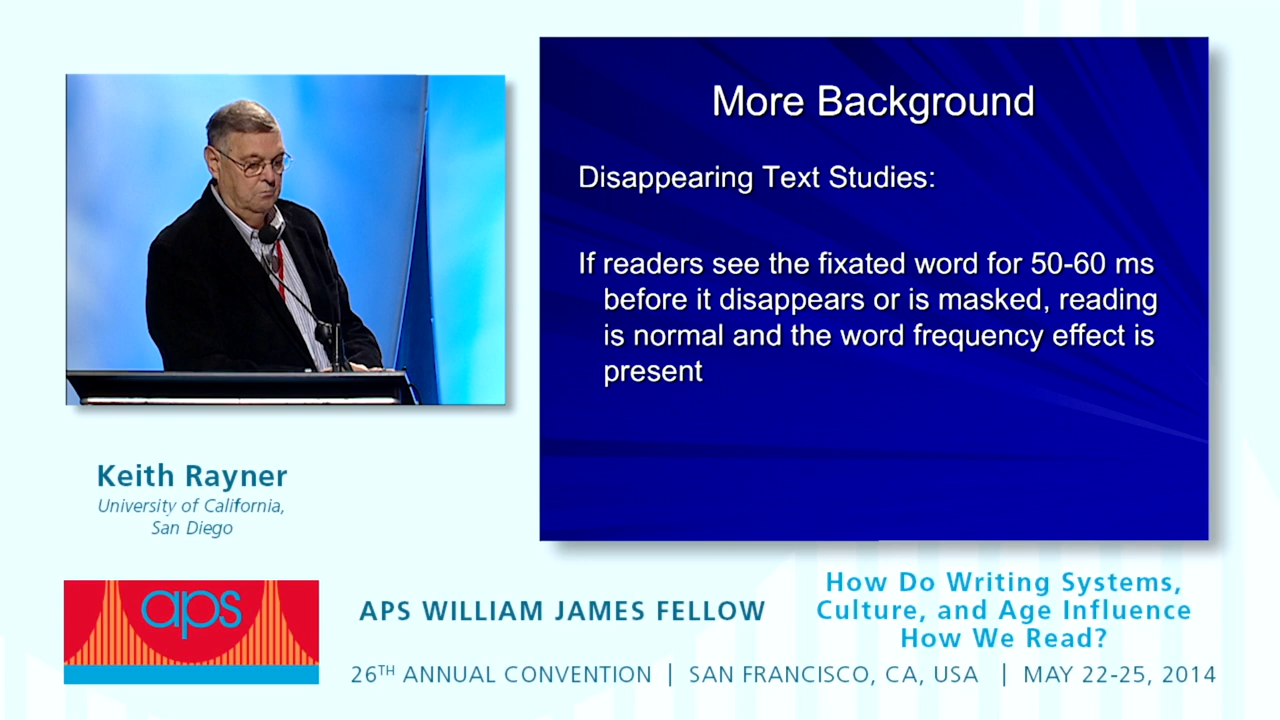 More Background
Disappearing Text Studies:
If readers see the fixated word for 50-60 ms
before it disappears or is masked, reading
is normal and the word frequency effect is
present
Keith Rayner
University of California,
San Diego
aps
APS WILLIAM JAMES FELLOW
How Do Writing Systems,
Culture, and Age Influence
How We Read?
26TH ANNUAL CONVENTION | SAN FRANCISCO, CA, USA | MAY 22-25, 2014